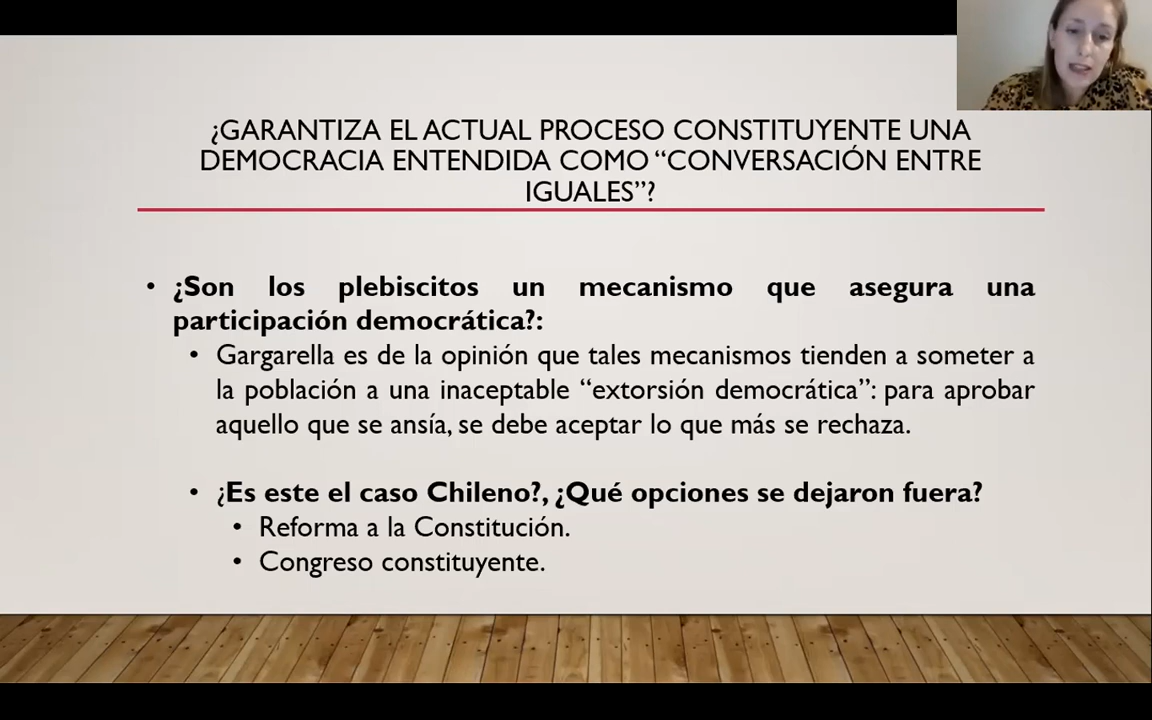 ¿GARANTIZA EL ACTUAL PROCESO CONSTITUYENTE UNA
DEMOCRACIA ENTENDIDA COMO “CONVERSACIÓN ENTRE
IGUALES”?
• ¿Son los plebiscitos un mecanismo que asegura una
participación democrática?:
• Gargarella es de la opinión que tales mecanismos tienden a someter a
la población a una inaceptable “extorsión democrática”: para aprobar
aquello que se ansía, se debe aceptar lo que más se rechaza.
• ¿Es este el caso Chileno?, ¿Qué opciones se dejaron fuera?
• Reforma a la Constitución.
• Congreso constituyente.